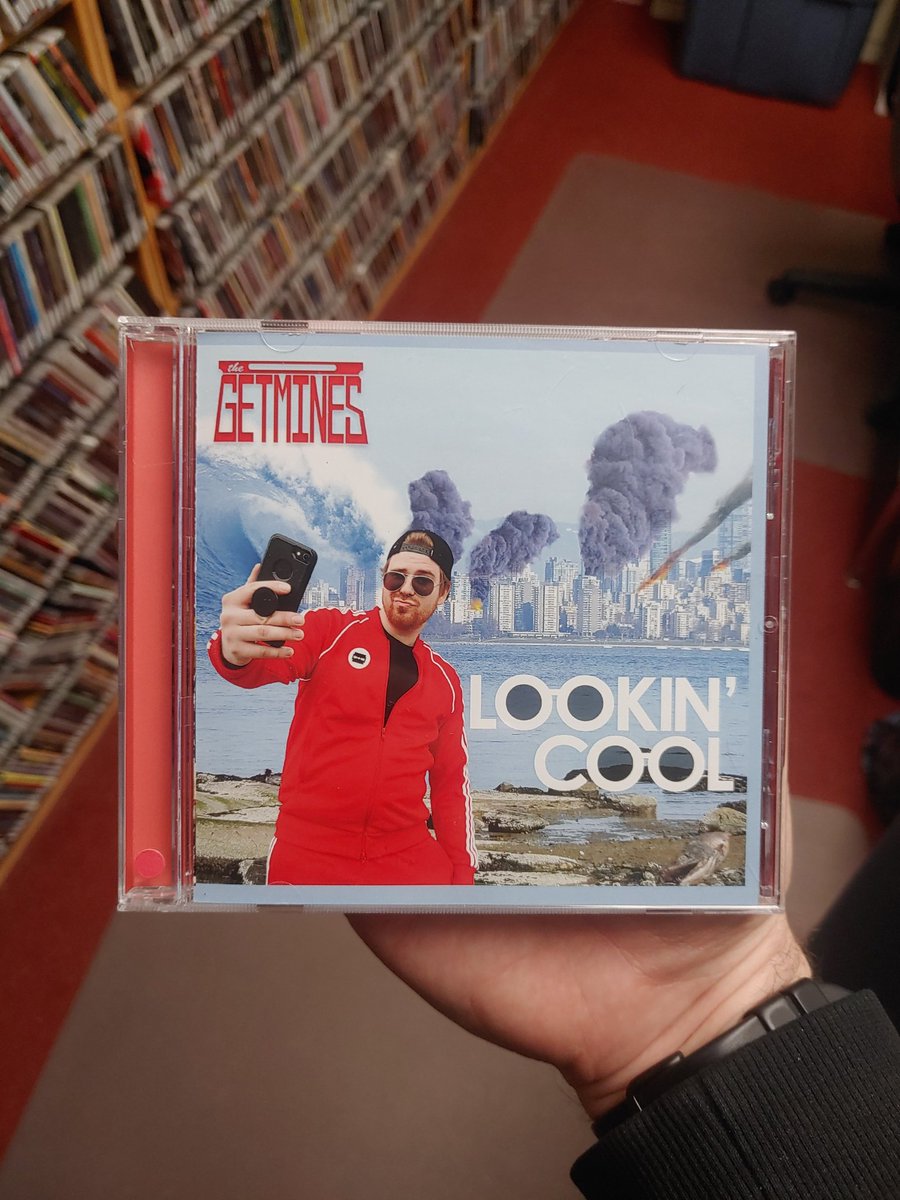 the
GETMINES
LOOKIN'
COOL